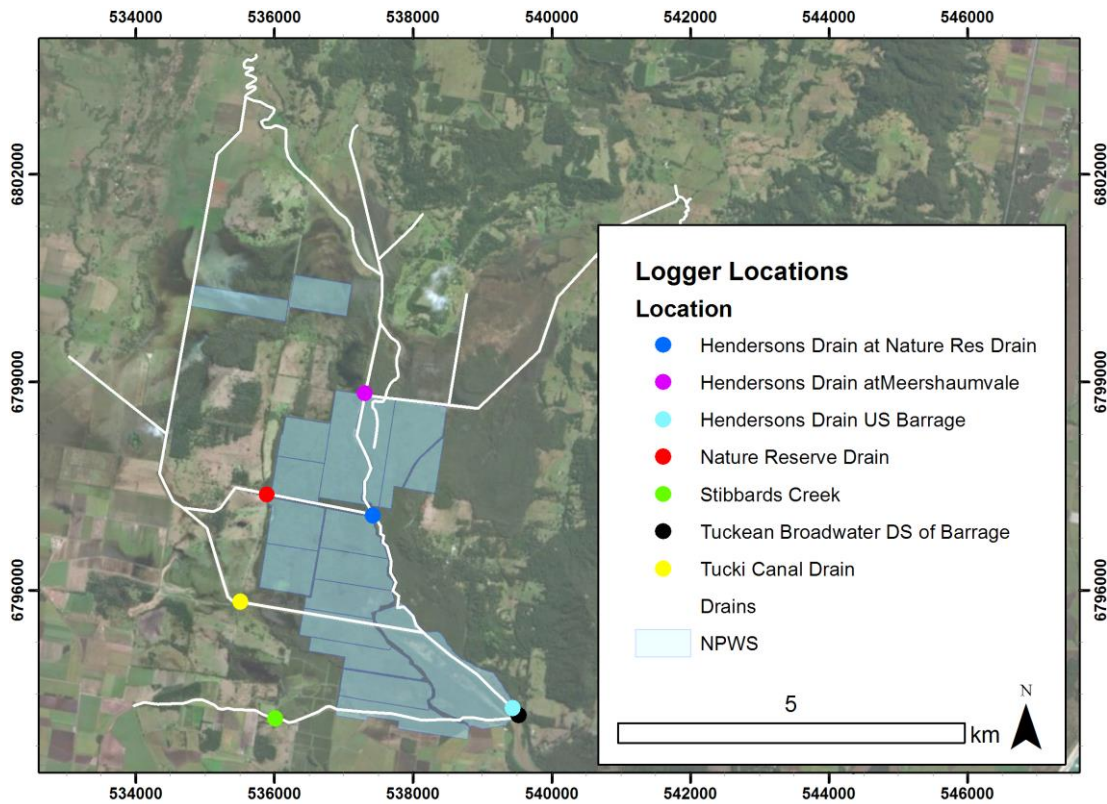 534000 536000 538000 540000 542000 544000 546000
6802000 6802000
6799000 6799000
6796000 6796000
Logger Locations
Location
Hendersons Drain at Nature Res Drain
Hendersons Drain atMeershaumvale
Hendersons Drain US Barrage
Nature Reserve Drain
Stibbards Creek
Tuckean Broadwater DS of Barrage
Tucki Canal Drain
Drains
NPWS
5
km
N
534000 536000 538000 540000 542000 544000 546000